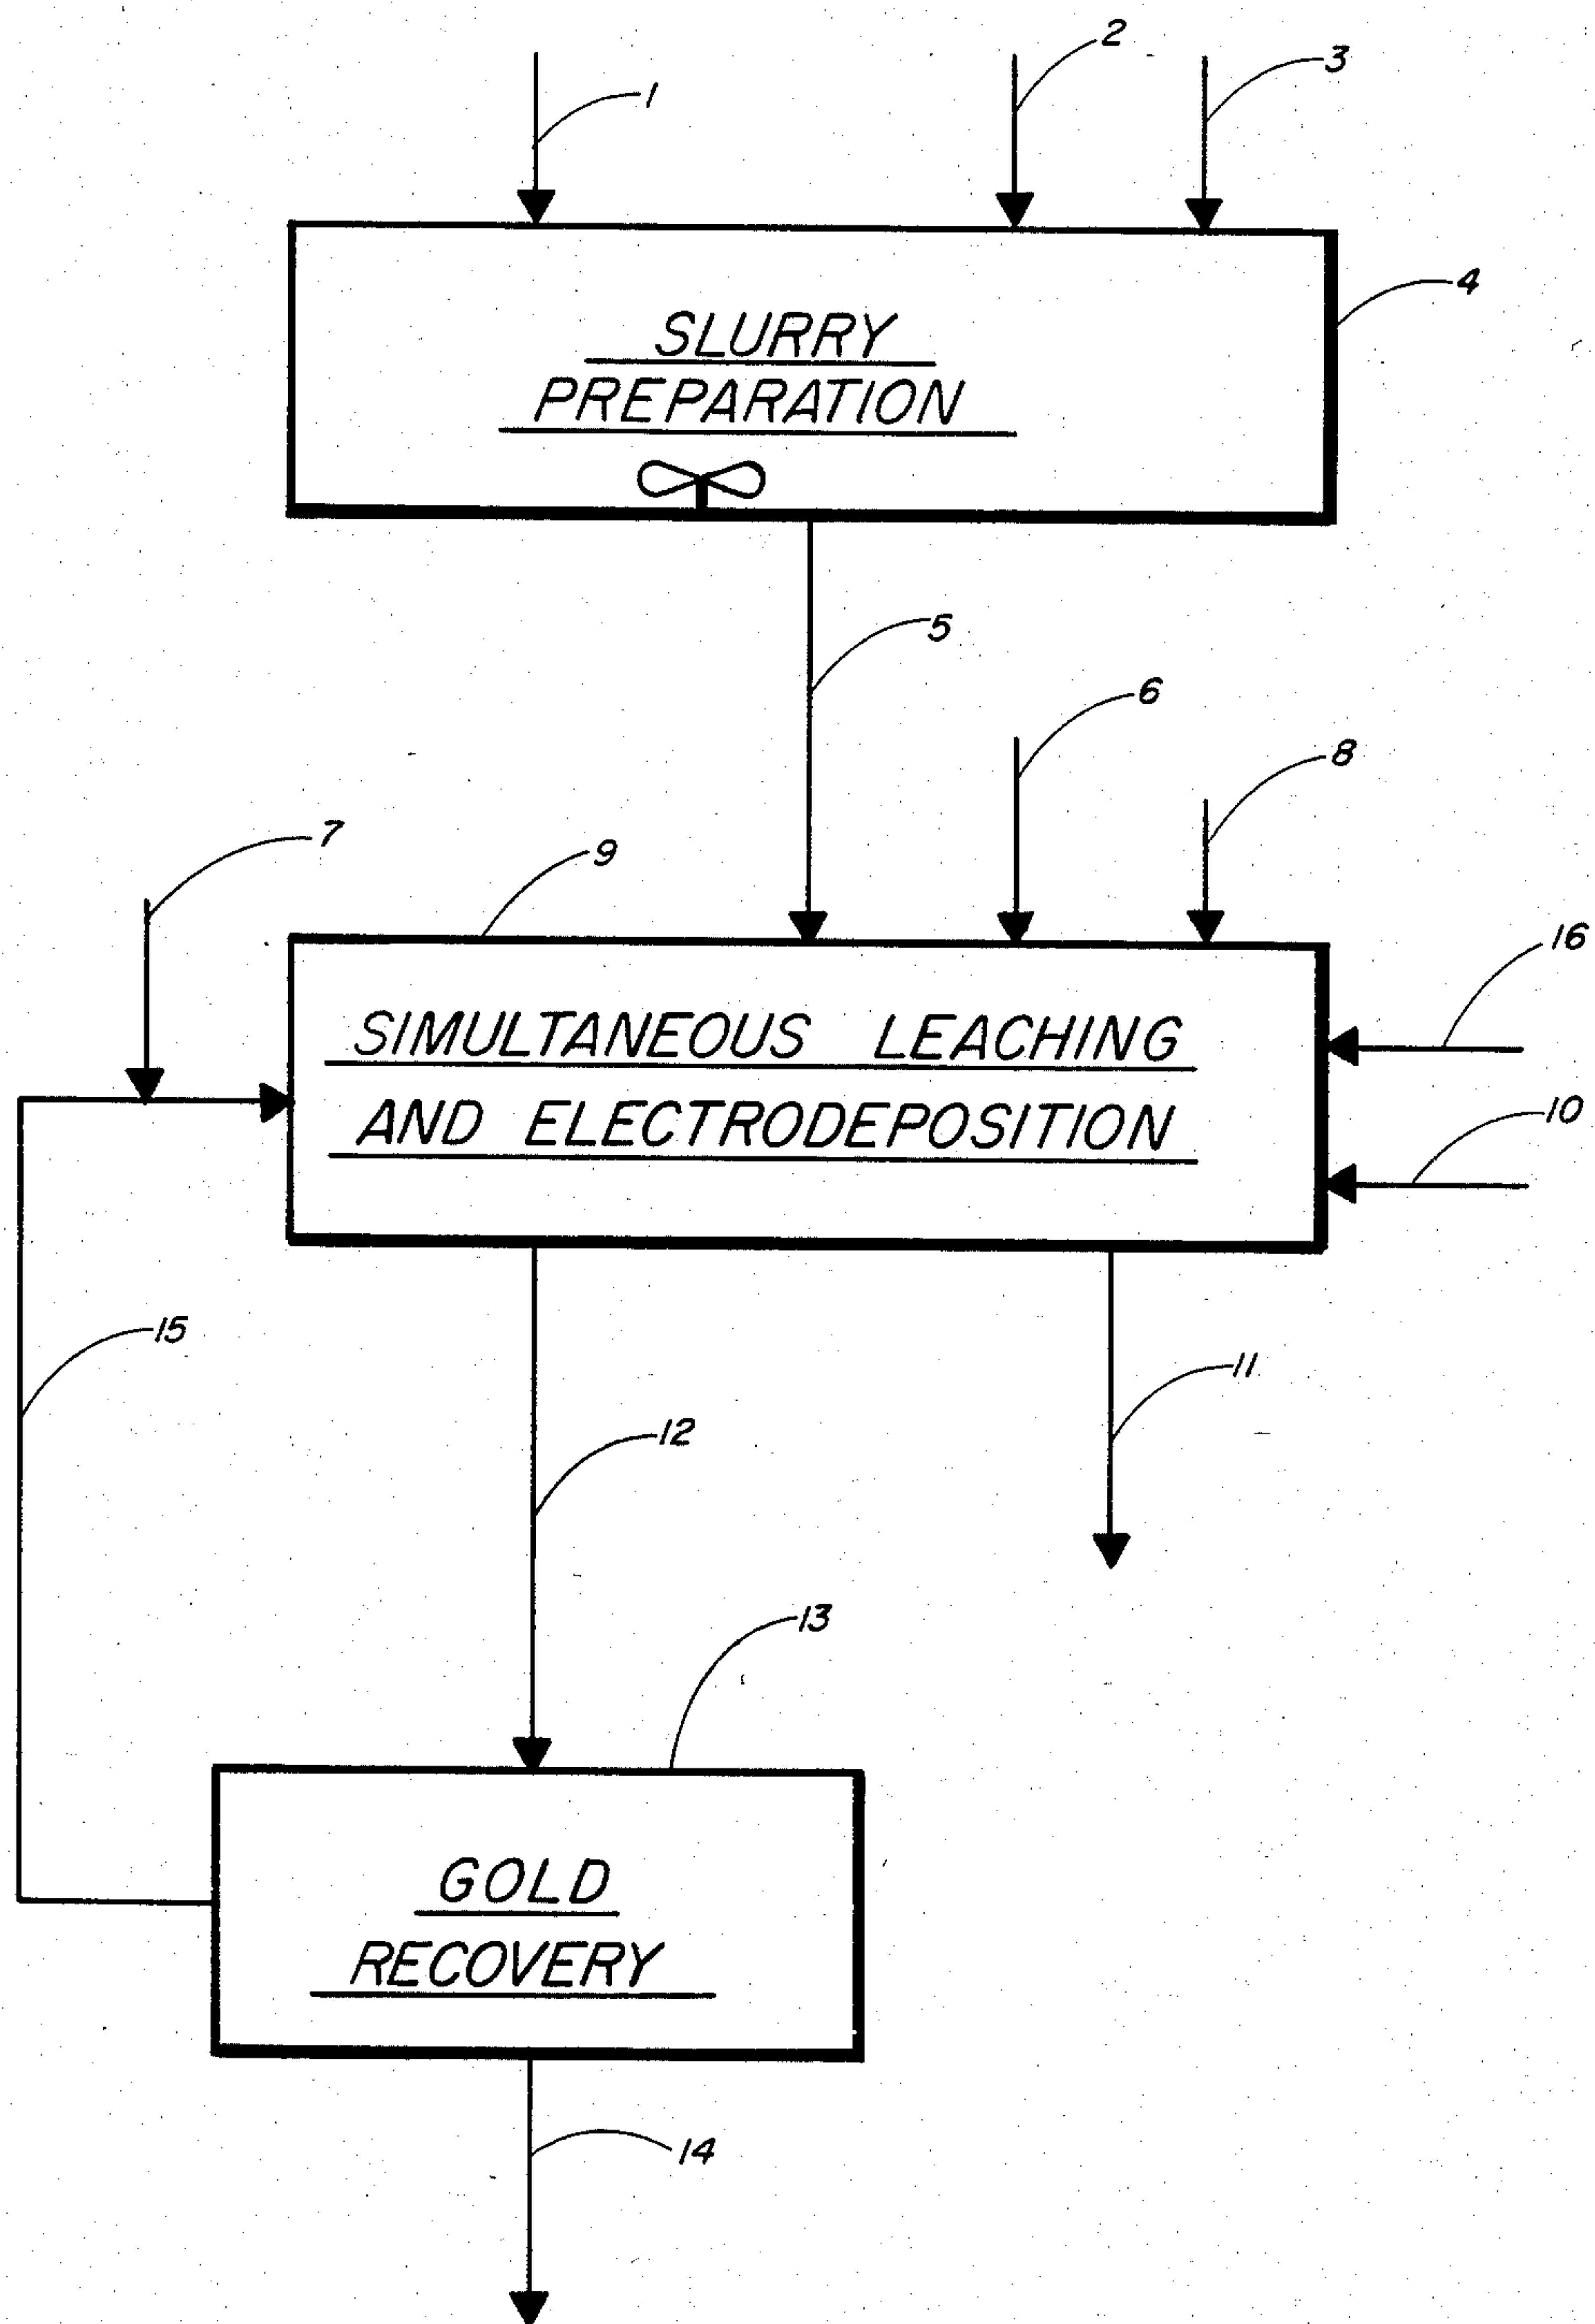 1
2
3
4
SLURRY
PREPARATION
5
6
8
7
9
16
SIMULTANEOUS LEACHING
AND ELECTRODEPOSITION
10
15
11
12
13
GOLD
RECOVERY
14